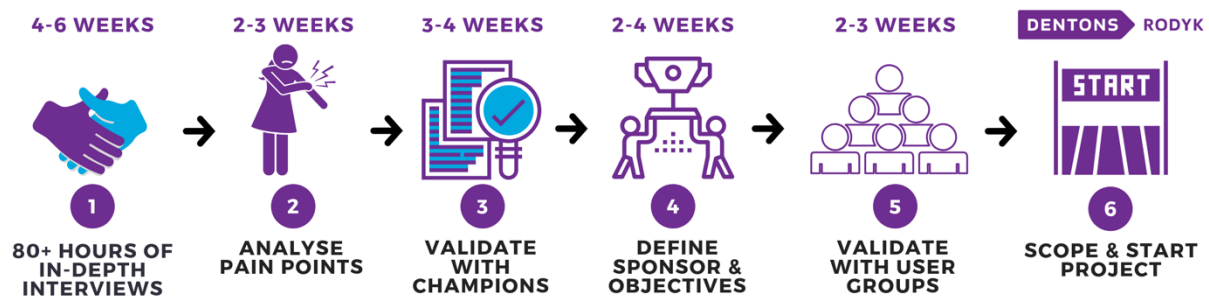 4-6 WEEKS
2-3 WEEKS
3-4 WEEKS
2-4 WEEKS
2-3 WEEKS
DENTONS RODYK
START
1
2
3
4
5
6
80+ HOURS OF
IN-DEPTH
INTERVIEWS
ANALYSE
PAIN POINTS
VALIDATE
WITH
CHAMPIONS
DEFINE
SPONSOR &
OBJECTIVES
VALIDATE
WITH USER
GROUPS
SCOPE & START
PROJECT